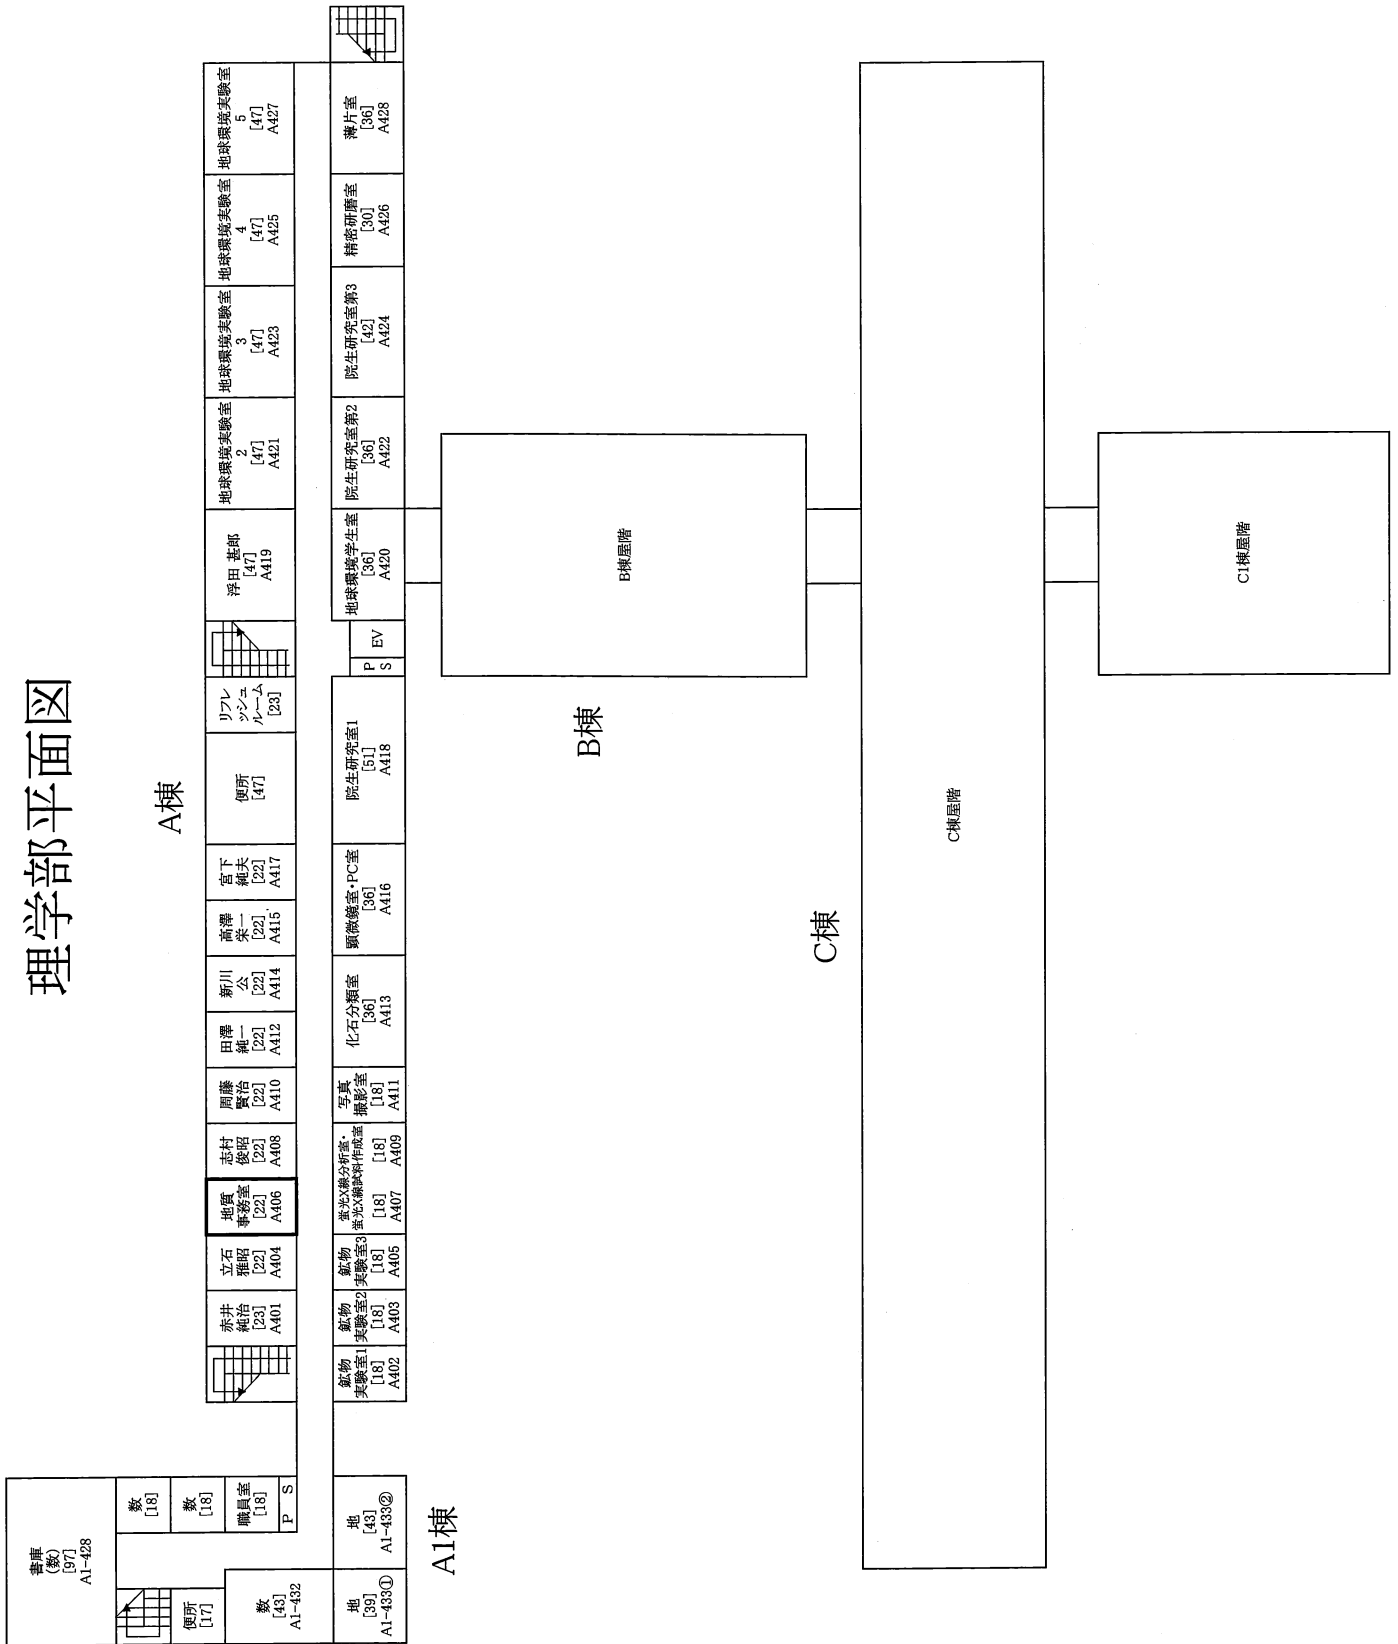 理学部平面図
A棟
書庫
(数)
[97]
A1-428
数
[18]
数
[18]
職員室
[18]
P S
便所
[17]
数
[43]
A1-432
地
[39]
A1-433①
地
[43]
A1-433②
A1棟
赤井
純治
[23]
A401
立石
雅昭
[22]
A404
地質
事務室
[22]
A406
志村
俊昭
[22]
A408
周藤
賢治
[22]
A410
田澤
純一
[22]
A412
新川
公
[22]
A414
高澤
栄一
[22]
A415
宮下
純夫
[22]
A417
便所
[47]
リフレ
ッシュ
ルーム
[23]
浮田 甚郎
[47]
A419
地球環境実験室
2
[47]
A421
地球環境実験室
3
[47]
A423
地球環境実験室
4
[47]
A425
地球環境実験室
5
[47]
A427
鉱物
実験室1
[18]
A402
鉱物
実験室2
[18]
A403
鉱物
実験室3
[18]
A405
蛍光X線分析室・
蛍光X線試料作成室
[18] [18]
A407 A409
写真
撮影室
[18]
A411
化石分類室
[36]
A413
顕微鏡室・PC室
[36]
A416
院生研究室1
[51]
A418
P
S
EV
地球環境学生室
[36]
A420
院生研究室第2
[36]
A422
院生研究室第3
[42]
A424
精密研磨室
[30]
A426
薄片室
[36]
A428
B棟
B棟屋階
C棟
C棟屋階
C1棟屋階